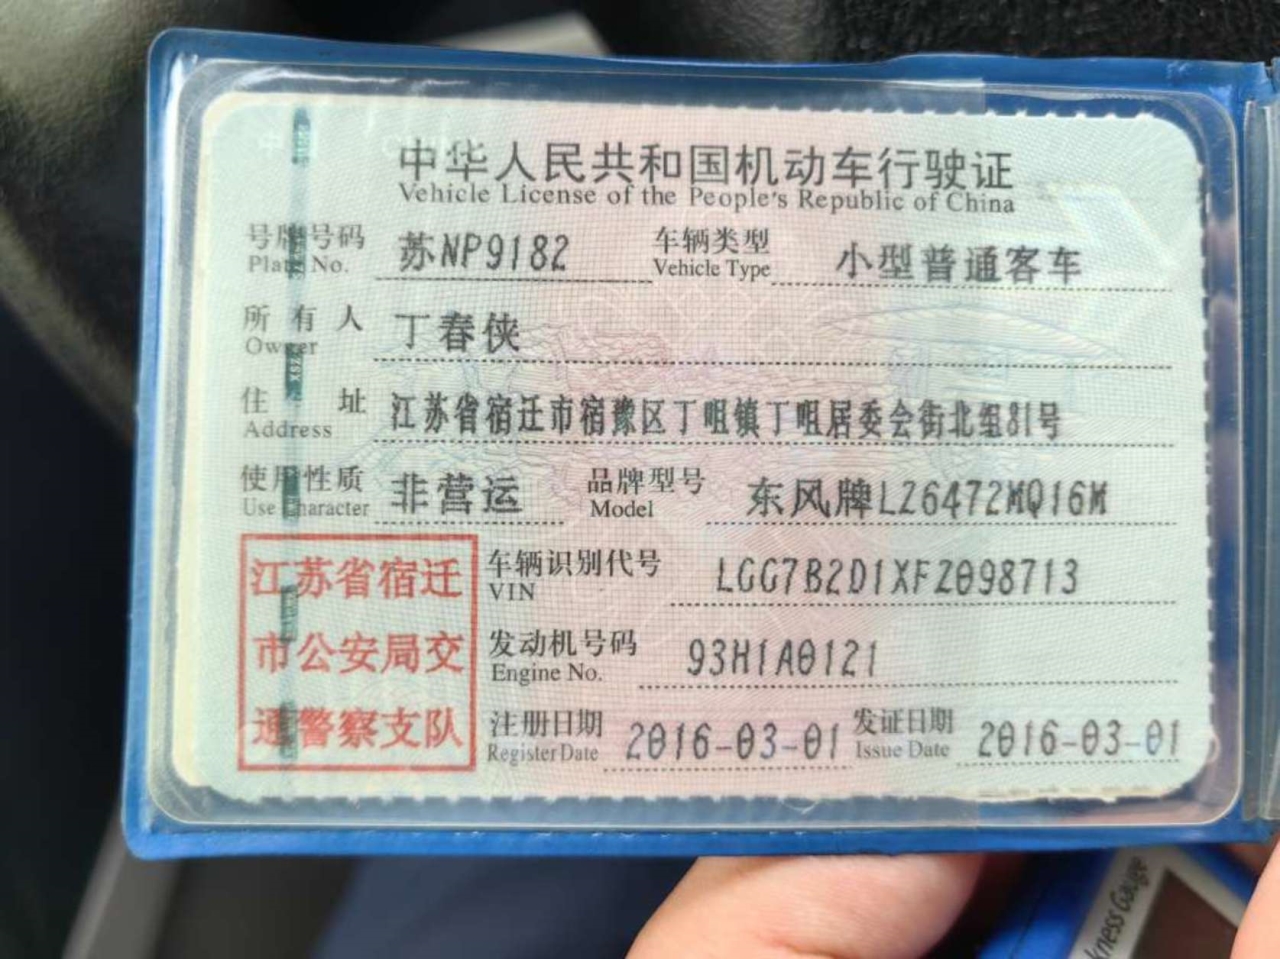 中华人民共和国机动车行驶证
Vehicle License of the People's Republic of China
号牌号码 苏NP9182 车辆类型 小型普通客车
Plate No. Vehicle Type
所有人 丁春侠
Owner
住址 江苏省宿迁市宿豫区丁咀镇丁咀居委会街北组81号
Address
使用性质 非营运 品牌型号 东风牌LZ6472MQ16M
Use Character Model
江苏省宿迁
市公安局交
通警察支队
车辆识别代号 LGG7B2D1XFZ098713
VIN
发动机号码 93H1A0121
Engine No.
注册日期 2016-03-01 发证日期 2016-03-01
Register Date Issue Date
kness Gauge